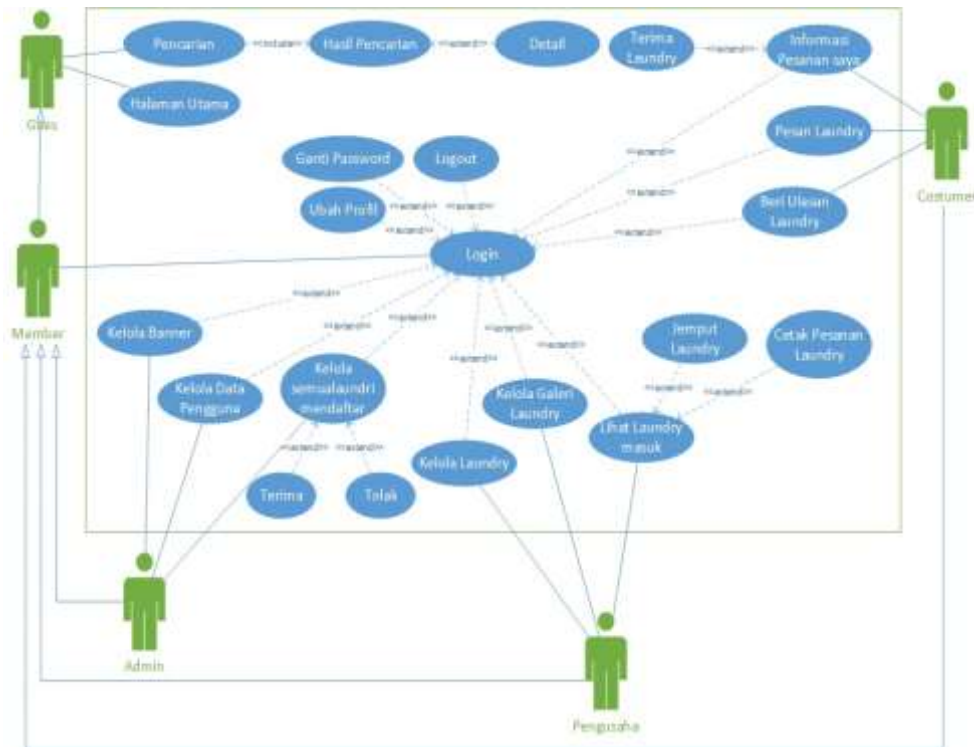 Pencarian
<<include>>
Hasil Pencarian
<<extend>>
Detail
Terima
Laundry
<<extend>>
Informasi
Pesanan saya
Halaman Utama
Ganti Password
Logout
<<extend>>
Pesan Laundry
Costumer
Ubah Profil
<<extend>>
<<extend>>
<<extend>>
<<extend>>
Beri Ulasan
Laundry
<<extend>>
Login
Member
Kelola Banner
<<extend>>
<<extend>>
<<extend>>
<<extend>>
<<extend>>
<<extend>>
Jemput
Laundry
Cetak Pesanan
Laundry
Kelola Data
Pengguna
Kelola
semualaundri
mendaftar
Kelola Galeri
Laundry
<<extend>>
<<extend>>
Lihat Laundry
masuk
<<extend>>
<<extend>>
Kelola Laundry
Terima
Tolak
Admin
Pengusaha